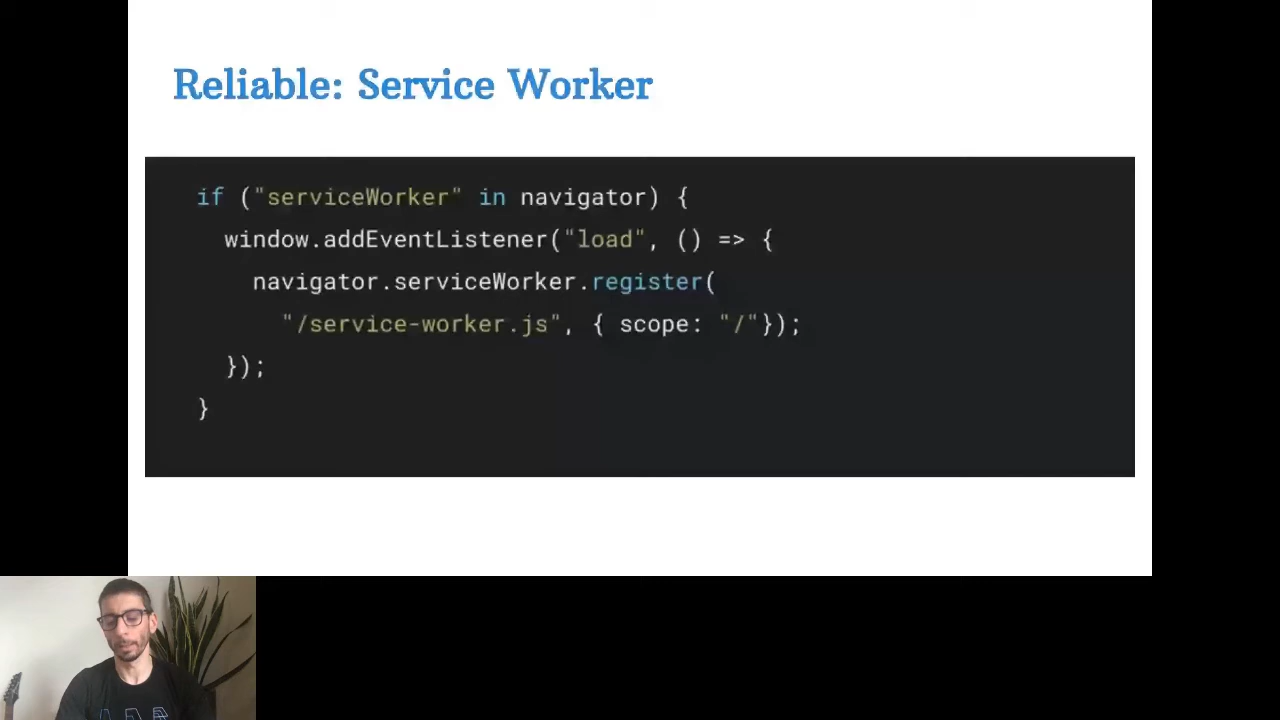 Reliable: Service Worker
if ("serviceWorker" in navigator) {
window.addEventListener("load", () => {
navigator.serviceWorker.register(
"/service-worker.js", { scope: "/"});
});
}